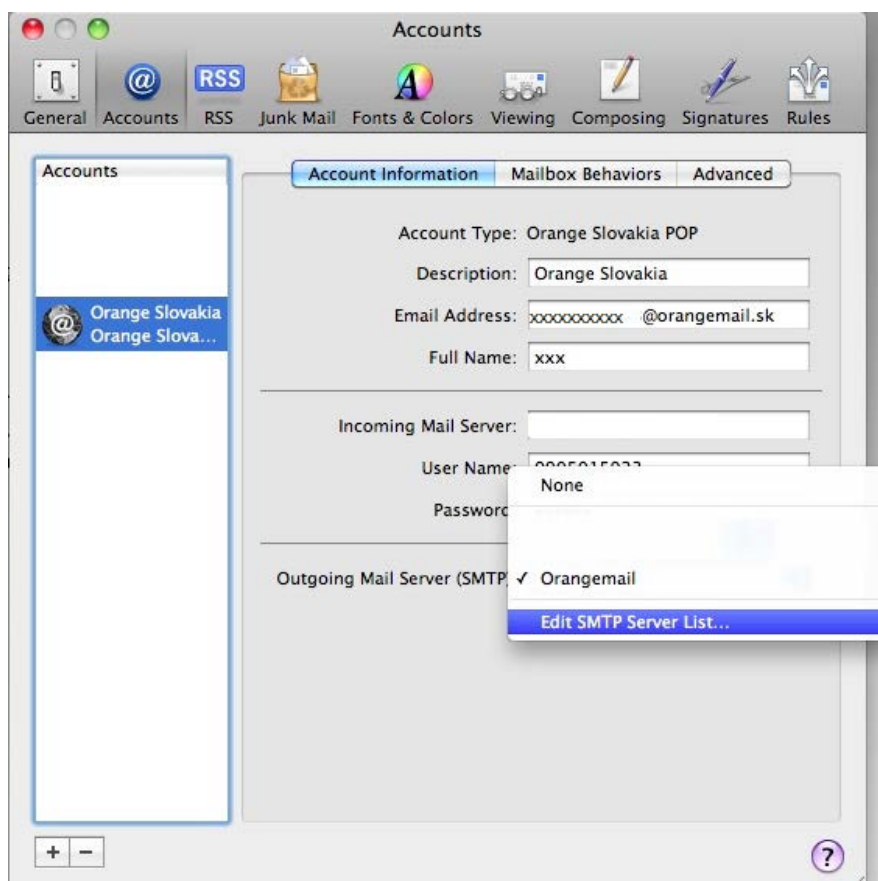 Accounts
General Accounts RSS Junk Mail Fonts & Colors Viewing Composing Signatures Rules
RSS
Accounts
Account Information Mailbox Behaviors Advanced
Account Type: Orange Slovakia POP
Description: Orange Slovakia
Orange Slovakia
Orange Slova...
Email Address: xxxxxxxxxx @orangemail.sk
Full Name: xxx
Incoming Mail Server:
User Name:
None
Password
Outgoing Mail Server (SMTP) ✓ Orangemail
Edit SMTP Server List...
+ −
?